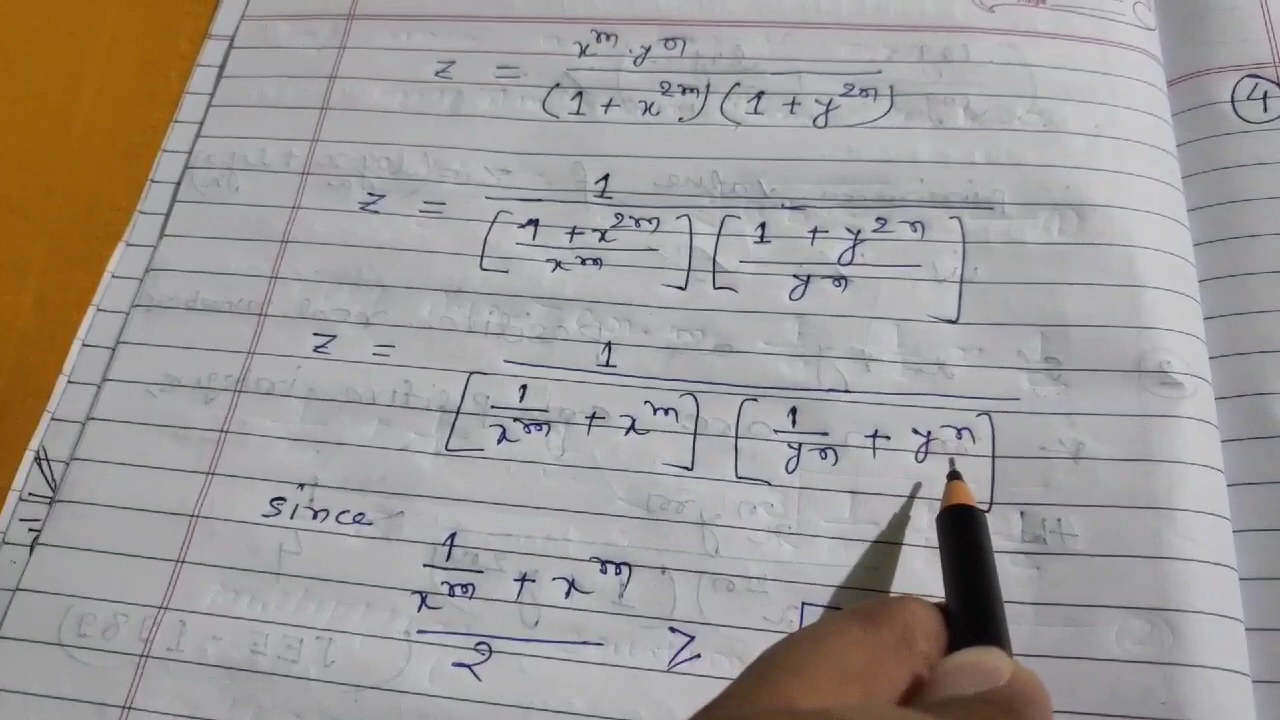 z = x^m · y^n / (1 + x^2m)(1 + y^2n)
4
z = 1 / [1 + x^2m / x^m] [1 + y^2n / y^n]
z = 1 / [1/x^m + x^m] [1/y^n + y^n]
since
1/x^m + x^m / 2 ≥